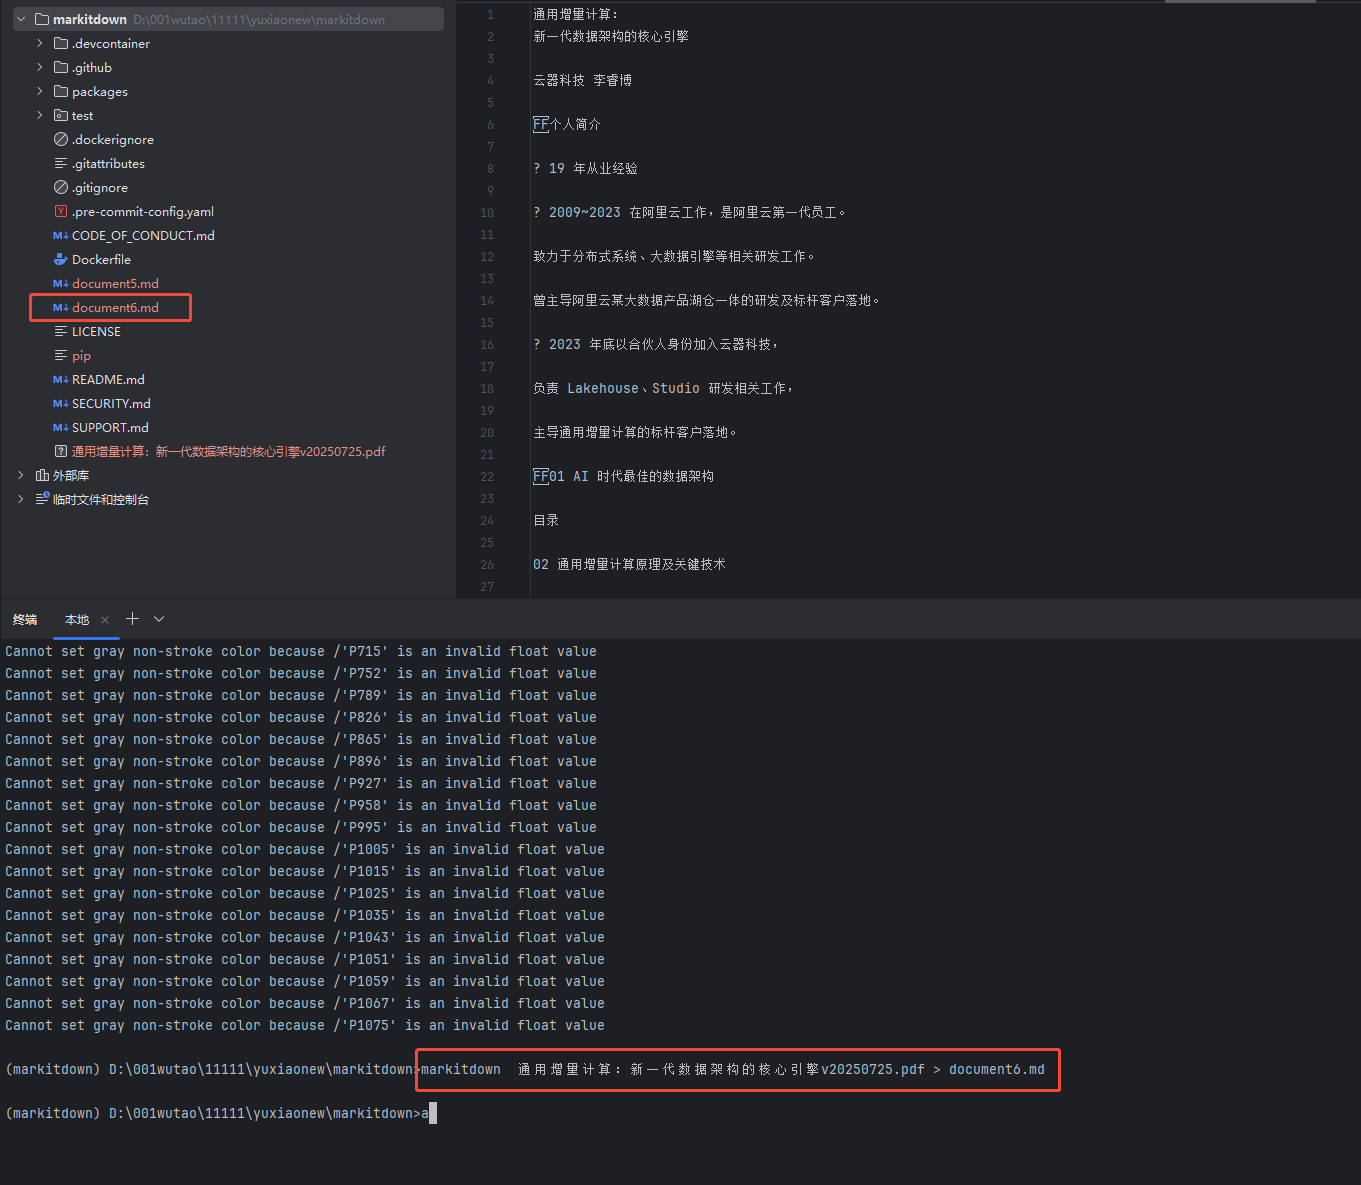 markitdown D:\001wutao\11111\yuxiaonew\markitdown
.devcontainer
.github
packages
test
.dockerignore
.gitattributes
.gitignore
.pre-commit-config.yaml
CODE_OF_CONDUCT.md
Dockerfile
document5.md
document6.md
LICENSE
pip
README.md
SECURITY.md
SUPPORT.md
通用增量计算：新一代数据架构的核心引擎v20250725.pdf
外部库
临时文件和控制台
1 通用增量计算：
2 新一代数据架构的核心引擎
3
4 云器科技 李睿博
5
6 FF个人简介
7
8 ? 19 年从业经验
9
10 ? 2009~2023 在阿里云工作，是阿里云第一代员工。
11
12 致力于分布式系统、大数据引擎等相关研发工作。
13
14 曾主导阿里云某大数据产品湖仓一体的研发及标杆客户落地。
15
16 ? 2023 年底以合伙人身份加入云器科技，
17
18 负责 Lakehouse、Studio 研发相关工作，
19
20 主导通用增量计算的标杆客户落地。
21
22 FF01 AI 时代最佳的数据架构
23
24 目录
25
26 02 通用增量计算原理及关键技术
27
终端 本地
Cannot set gray non-stroke color because /'P715' is an invalid float value
Cannot set gray non-stroke color because /'P752' is an invalid float value
Cannot set gray non-stroke color because /'P789' is an invalid float value
Cannot set gray non-stroke color because /'P826' is an invalid float value
Cannot set gray non-stroke color because /'P865' is an invalid float value
Cannot set gray non-stroke color because /'P896' is an invalid float value
Cannot set gray non-stroke color because /'P927' is an invalid float value
Cannot set gray non-stroke color because /'P958' is an invalid float value
Cannot set gray non-stroke color because /'P995' is an invalid float value
Cannot set gray non-stroke color because /'P1005' is an invalid float value
Cannot set gray non-stroke color because /'P1015' is an invalid float value
Cannot set gray non-stroke color because /'P1025' is an invalid float value
Cannot set gray non-stroke color because /'P1035' is an invalid float value
Cannot set gray non-stroke color because /'P1043' is an invalid float value
Cannot set gray non-stroke color because /'P1051' is an invalid float value
Cannot set gray non-stroke color because /'P1059' is an invalid float value
Cannot set gray non-stroke color because /'P1067' is an invalid float value
Cannot set gray non-stroke color because /'P1075' is an invalid float value
(markitdown) D:\001wutao\11111\yuxiaonew\markitdown>markitdown 通用增量计算：新一代数据架构的核心引擎v20250725.pdf > document6.md
(markitdown) D:\001wutao\11111\yuxiaonew\markitdown>a